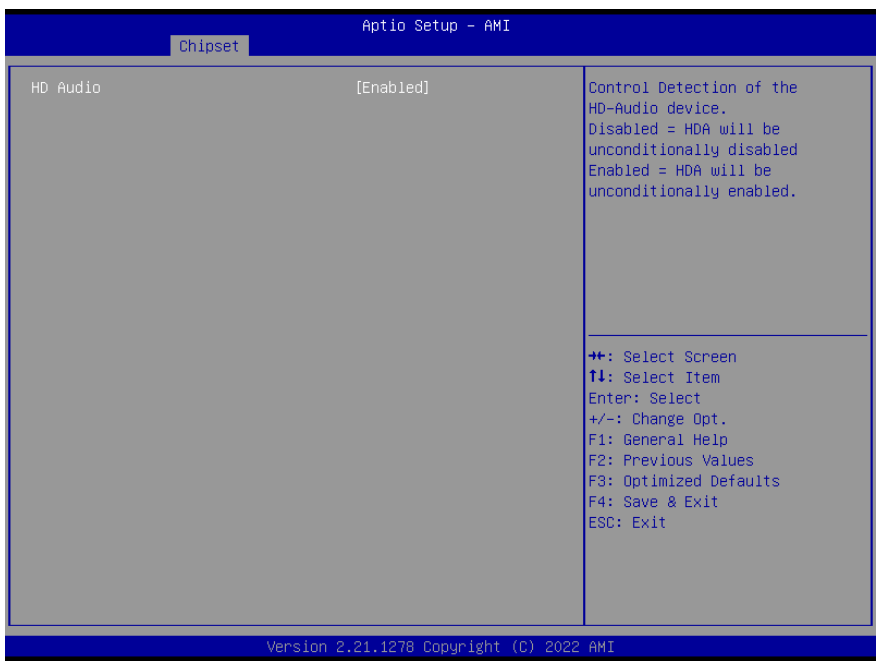 Aptio Setup – AMI
Chipset
HD Audio [Enabled]
Control Detection of the
HD-Audio device.
Disabled = HDA will be
unconditionally disabled
Enabled = HDA will be
unconditionally enabled.
→←: Select Screen
↑↓: Select Item
Enter: Select
+/-: Change Opt.
F1: General Help
F2: Previous Values
F3: Optimized Defaults
F4: Save & Exit
ESC: Exit
Version 2.21.1278 Copyright (C) 2022 AMI